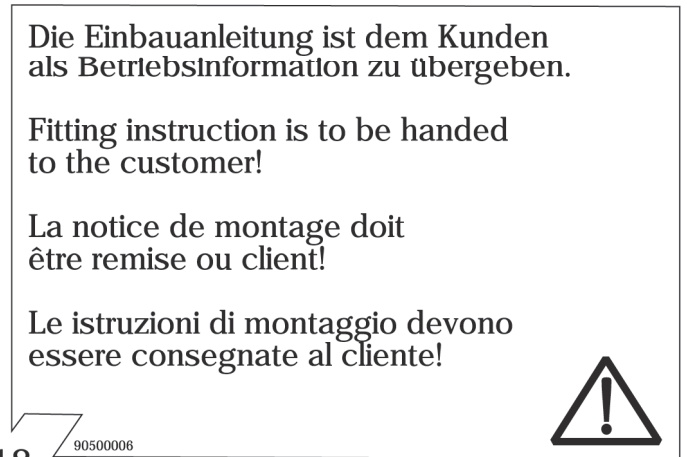 Die Einbauanleitung ist dem Kunden
als Betriebsinformation zu übergeben.
Fitting instruction is to be handed
to the customer!
La notice de montage doit
être remise ou client!
Le istruzioni di montaggio devono
essere consegnate al cliente!
90500006